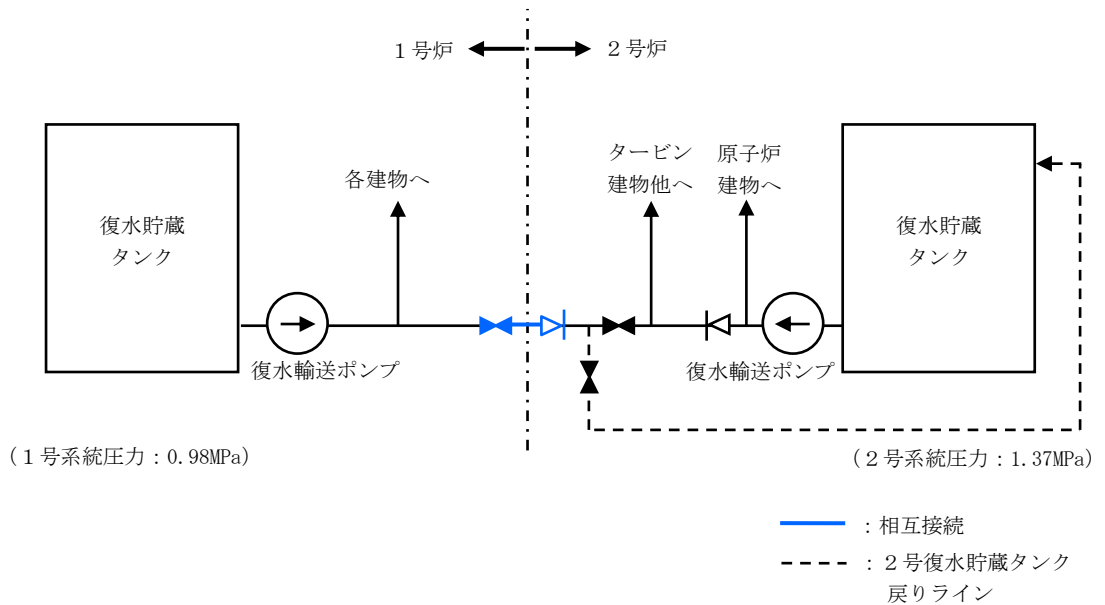 １号炉
２号炉
復水貯蔵
タンク
各建物へ
タービン
建物他へ
原子炉
建物へ
復水貯蔵
タンク
復水輸送ポンプ
復水輸送ポンプ
(１号系統圧力：0.98MPa)
(２号系統圧力：1.37MPa)
：相互接続
：２号復水貯蔵タンク
戻りライン